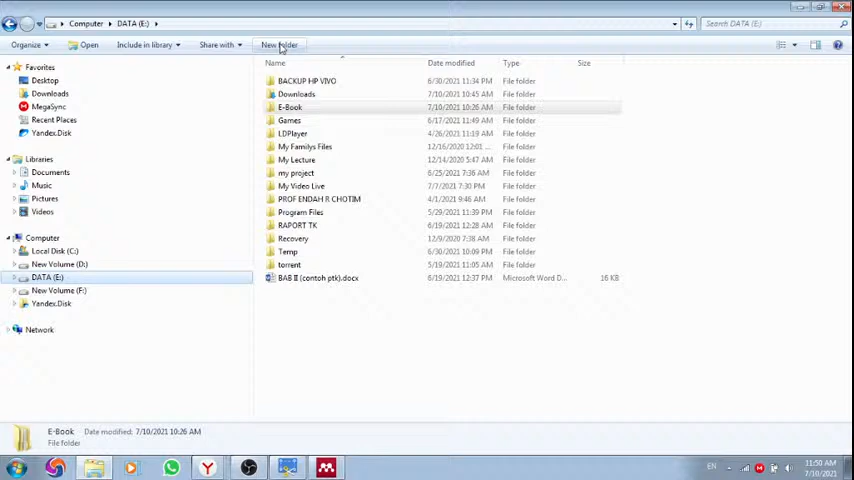 Computer ▸ DATA (E:) ▸
Search DATA (E:)
Organize ▾ Open Include in library ▾ Share with ▾ New folder
Name Date modified Type Size
Favorites
Desktop
Downloads
MegaSync
Recent Places
Yandex.Disk
Libraries
Documents
Music
Pictures
Videos
Computer
Local Disk (C:)
New Volume (D:)
DATA (E:)
New Volume (F:)
Yandex.Disk
Network
BACKUP HP VIVO 6/30/2021 11:34 PM File folder
Downloads 7/10/2021 10:45 AM File folder
E-Book 7/10/2021 10:26 AM File folder
Games 6/17/2021 11:49 AM File folder
LDPlayer 4/26/2021 11:19 AM File folder
My Familys Files 12/16/2020 12:01 ... File folder
My Lecture 12/14/2020 5:47 AM File folder
my project 6/25/2021 7:36 AM File folder
My Video Live 7/7/2021 7:30 PM File folder
PROF ENDAH R CHOTIM 4/1/2021 9:46 AM File folder
Program Files 5/29/2021 11:39 PM File folder
RAPORT TK 6/19/2021 12:28 AM File folder
Recovery 12/9/2020 7:38 AM File folder
Temp 6/30/2021 10:09 PM File folder
torrent 5/19/2021 11:05 AM File folder
BAB II (contoh ptk).docx 6/19/2021 12:37 PM Microsoft Word D... 16 KB
E-Book Date modified: 7/10/2021 10:26 AM
File folder
EN
11:50 AM
7/10/2021